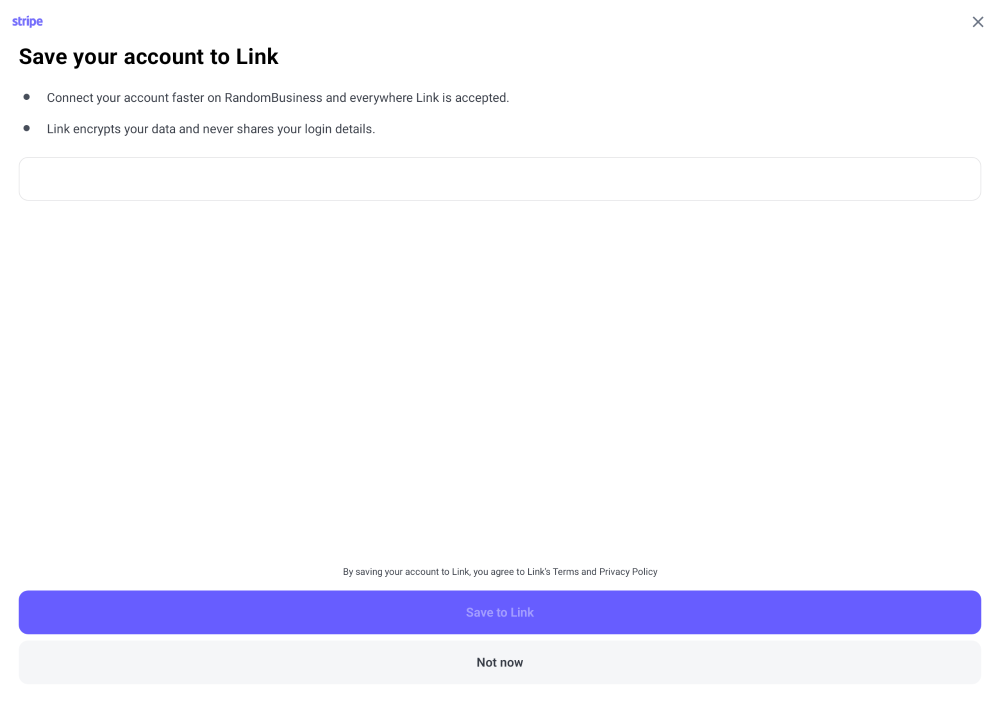 stripe
Save your account to Link
Connect your account faster on RandomBusiness and everywhere Link is accepted.
Link encrypts your data and never shares your login details.
By saving your account to Link, you agree to Link's Terms and Privacy Policy
Save to Link
Not now